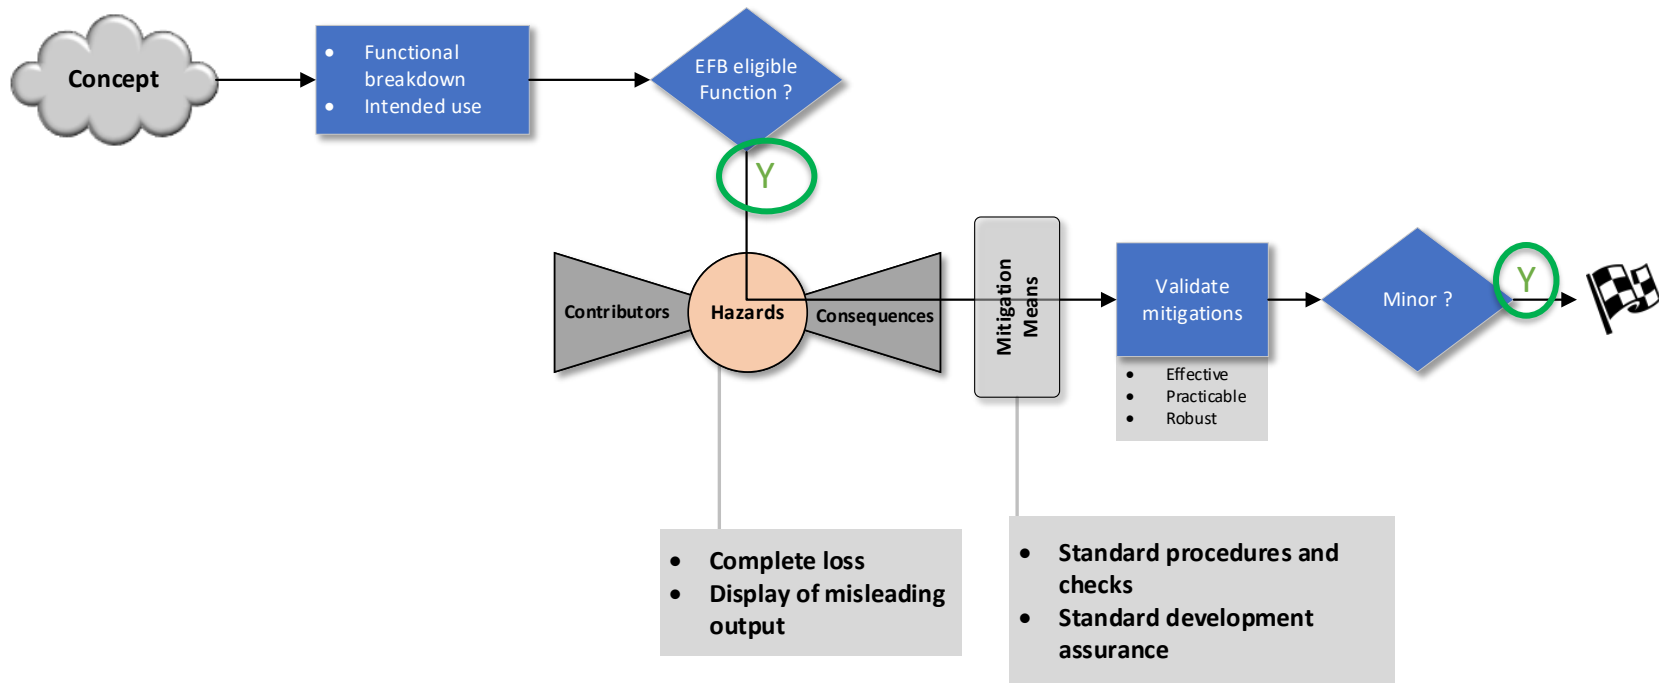 Concept
• Functional
breakdown
• Intended use
EFB eligible
Function ?
Y
Contributors
Hazards
Consequences
Mitigation
Means
Validate
mitigations
• Effective
• Practicable
• Robust
Minor ?
Y
• Complete loss
• Display of misleading
output
• Standard procedures and
checks
• Standard development
assurance